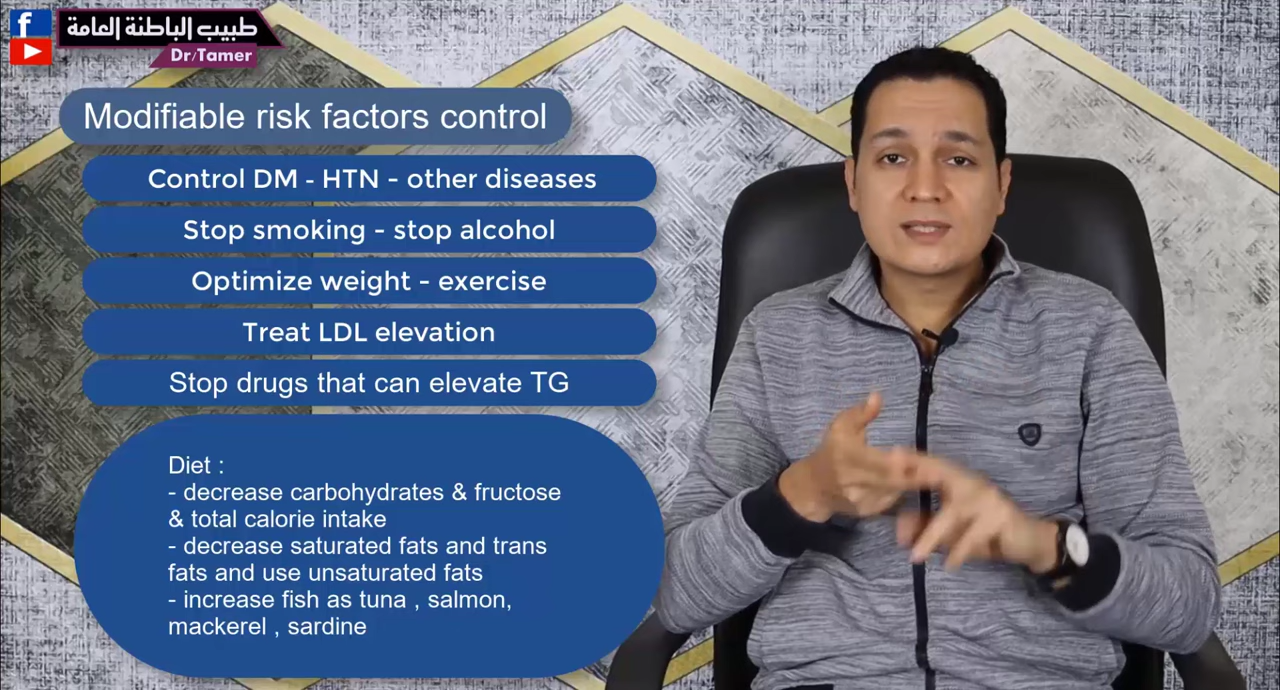 طبيب الباطنة العامة
Dr/Tamer
Modifiable risk factors control
Control DM - HTN - other diseases
Stop smoking - stop alcohol
Optimize weight - exercise
Treat LDL elevation
Stop drugs that can elevate TG
Diet :
- decrease carbohydrates & fructose
& total calorie intake
- decrease saturated fats and trans
fats and use unsaturated fats
- increase fish as tuna , salmon,
mackerel , sardine